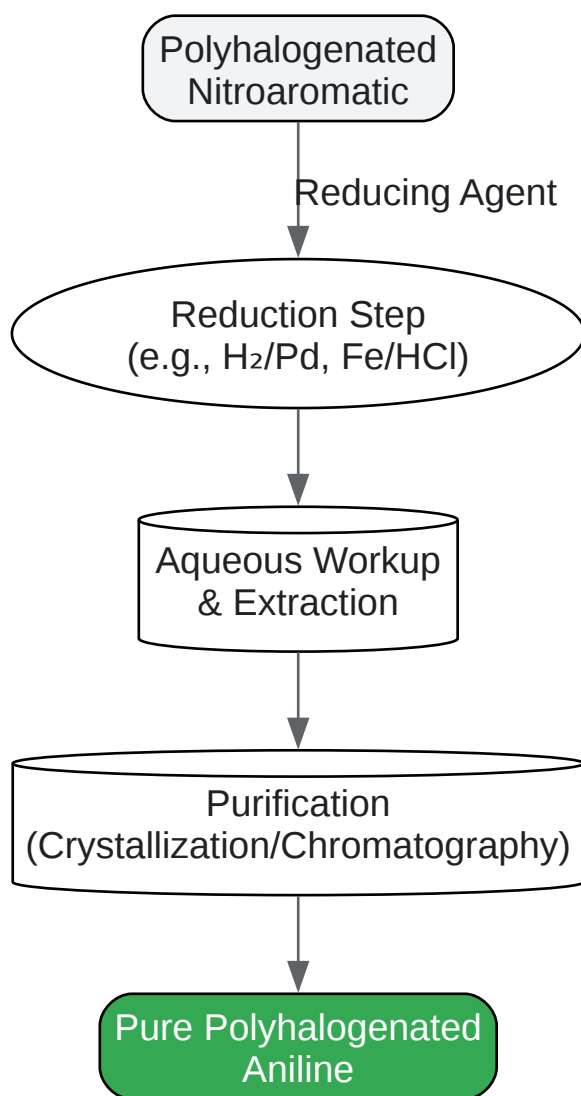 Polyhalogenated
Nitroaromatic
Reducing Agent
Reduction Step
(e.g., H₂/Pd, Fe/HCl)
Aqueous Workup
& Extraction
Purification
(Crystallization/Chromatography)
Pure Polyhalogenated
Aniline